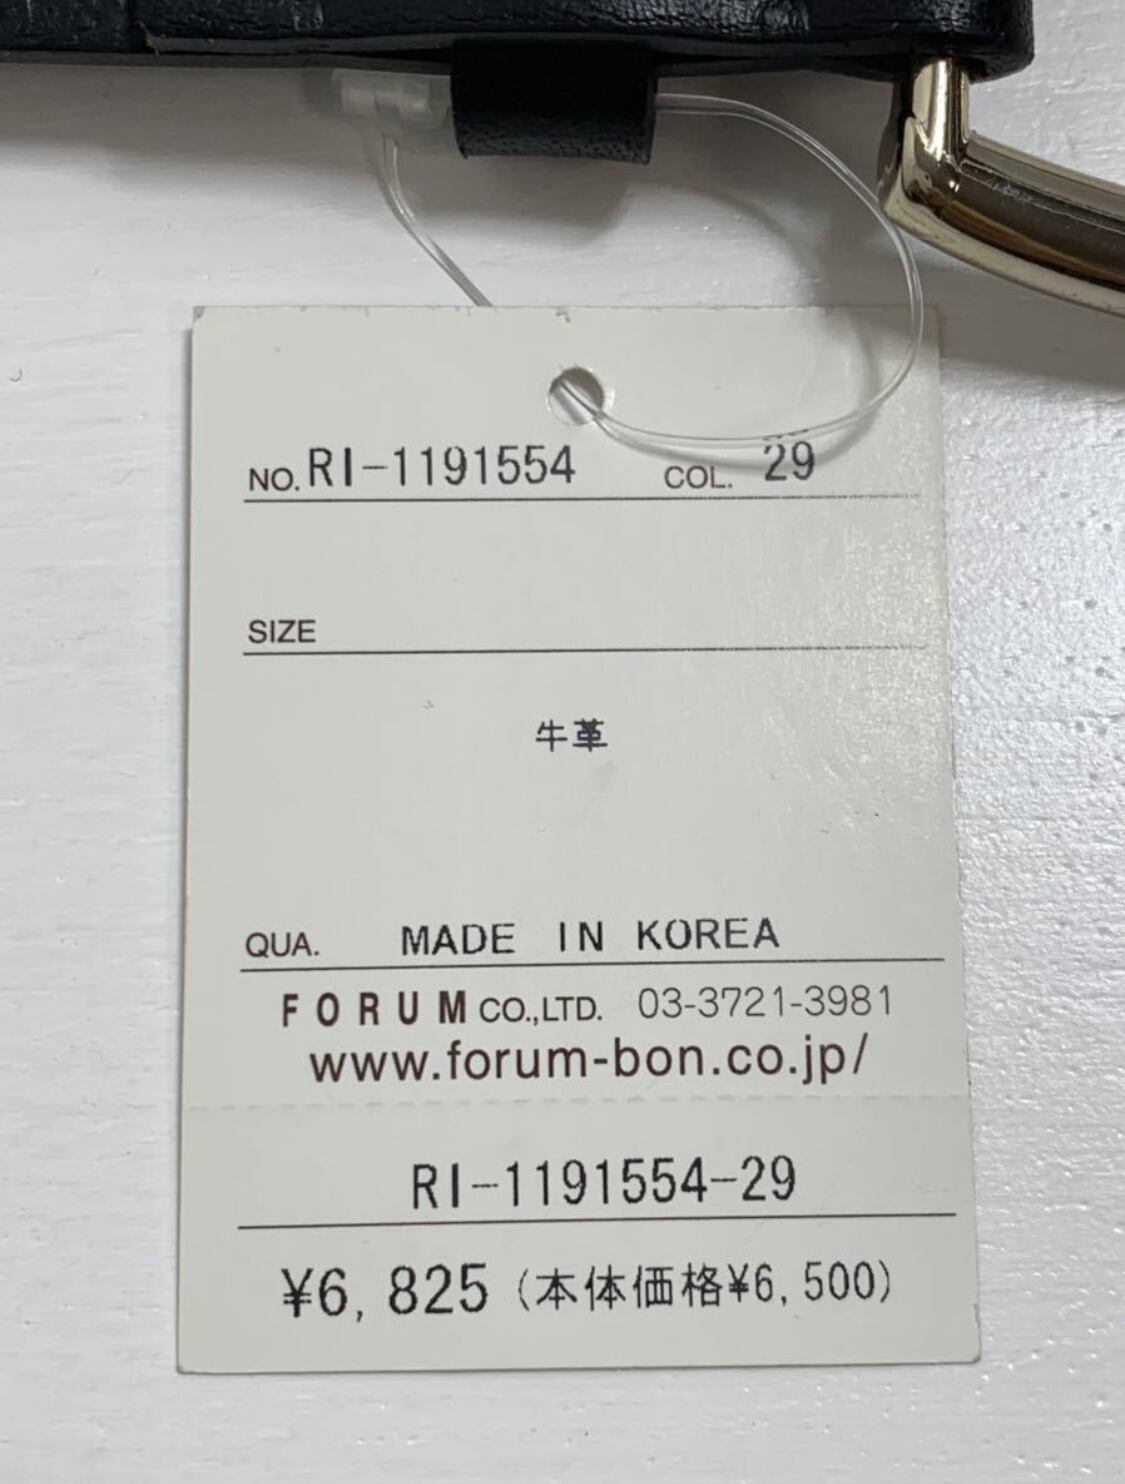 NO. RI-1191554 COL. 29
SIZE
牛革
QUA. MADE IN KOREA
FORUM CO.,LTD. 03-3721-3981
www.forum-bon.co.jp/
RI-1191554-29
¥6,825(本体価格¥6,500)